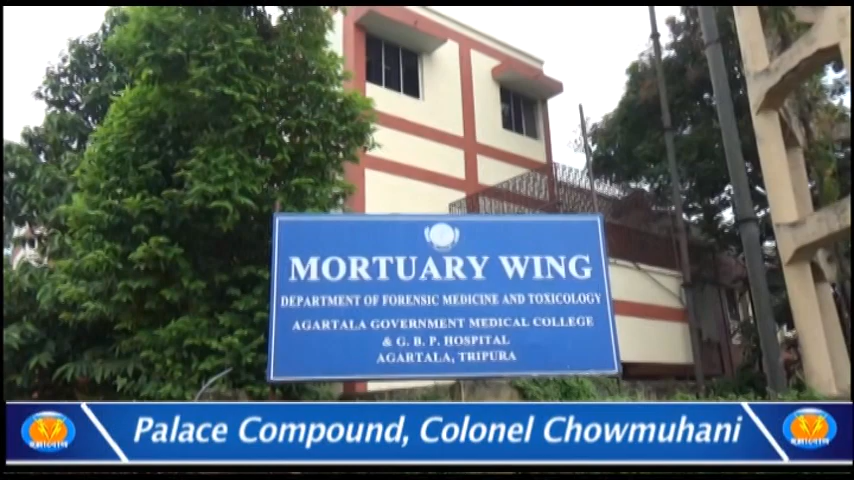 MORTUARY WING
DEPARTMENT OF FORENSIC MEDICINE AND TOXICOLOGY
AGARTALA GOVERNMENT MEDICAL COLLEGE
& G. B. P. HOSPITAL
AGARTALA, TRIPURA
Palace Compound, Colonel Chowmuhani